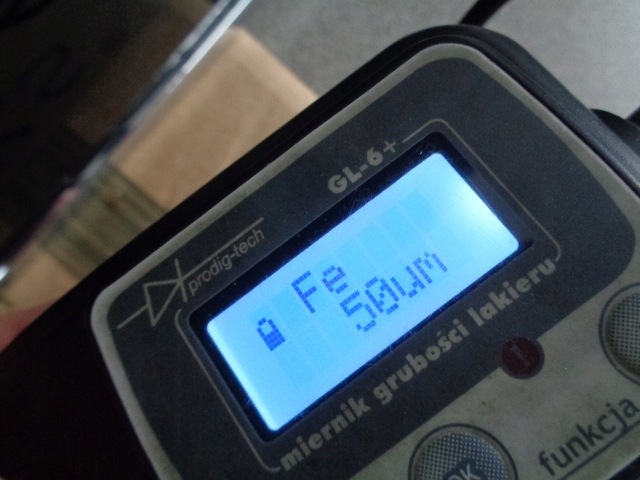 GL-6+
prodig-tech
Fe
50um
miernik grubości lakieru
OK
funkcja